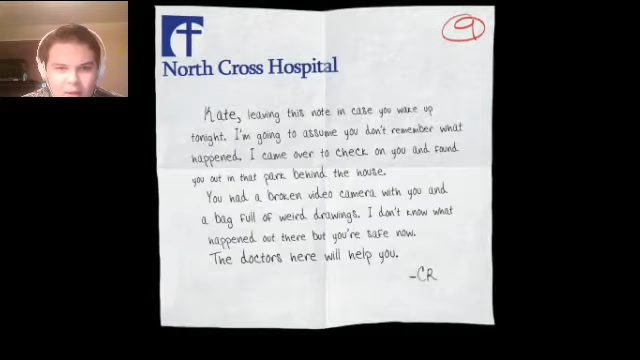 9
North Cross Hospital
Kate, leaving this note in case you wake up
tonight. I'm going to assume you don't remember what
happened. I came over to check on you and found
you out in that park behind the house.
You had a broken video camera with you and
a bag full of weird drawings. I don't know what
happened out there but you're safe now.
The doctors here will help you.
-CR